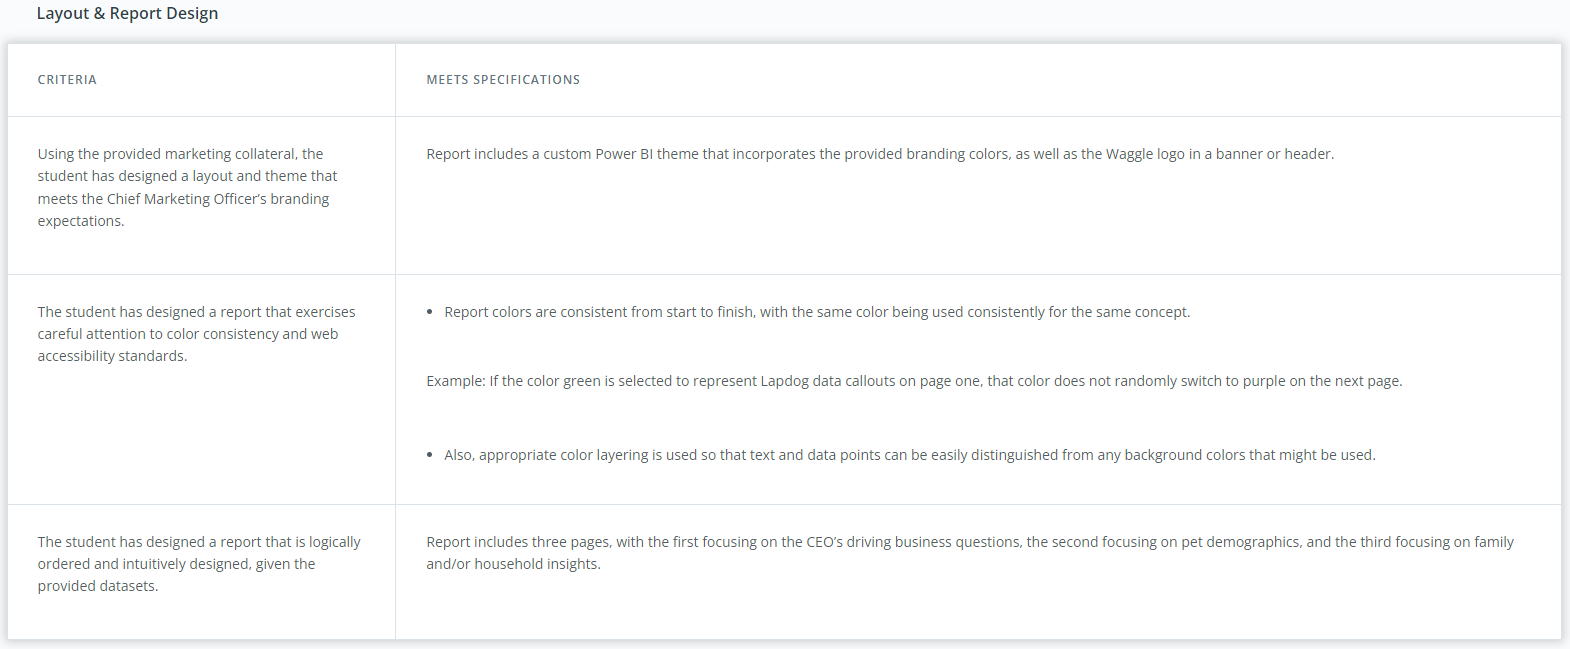 Layout & Report Design
CRITERIA
MEETS SPECIFICATIONS
Using the provided marketing collateral, the
student has designed a layout and theme that
meets the Chief Marketing Officer’s branding
expectations.
Report includes a custom Power BI theme that incorporates the provided branding colors, as well as the Waggle logo in a banner or header.
The student has designed a report that exercises
careful attention to color consistency and web
accessibility standards.
• Report colors are consistent from start to finish, with the same color being used consistently for the same concept.
Example: If the color green is selected to represent Lapdog data callouts on page one, that color does not randomly switch to purple on the next page.
• Also, appropriate color layering is used so that text and data points can be easily distinguished from any background colors that might be used.
The student has designed a report that is logically
ordered and intuitively designed, given the
provided datasets.
Report includes three pages, with the first focusing on the CEO’s driving business questions, the second focusing on pet demographics, and the third focusing on family
and/or household insights.